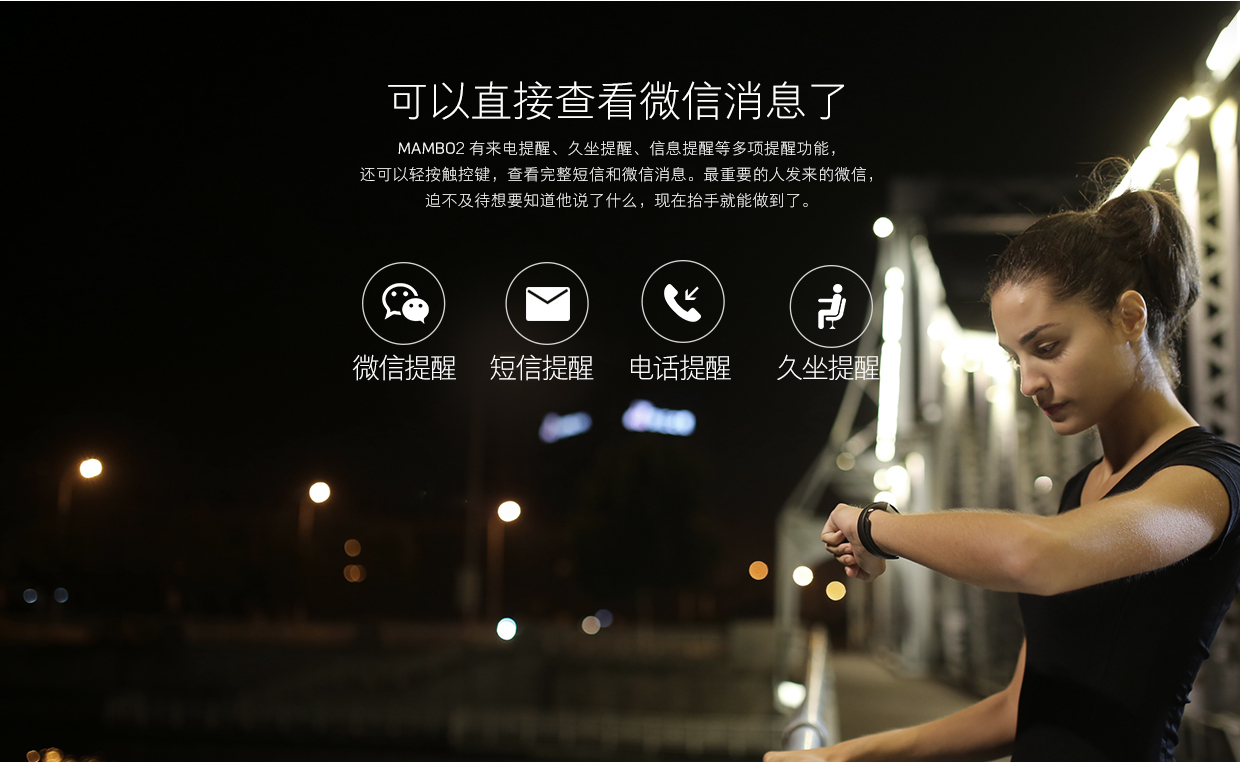 可以直接查看微信消息了
MAMBO2 有来电提醒、久坐提醒、信息提醒等多项提醒功能，
还可以轻按触控键，查看完整短信和微信消息。最重要的人发来的微信，
迫不及待想要知道他说了什么，现在抬手就能做到了。
微信提醒 短信提醒 电话提醒 久坐提醒